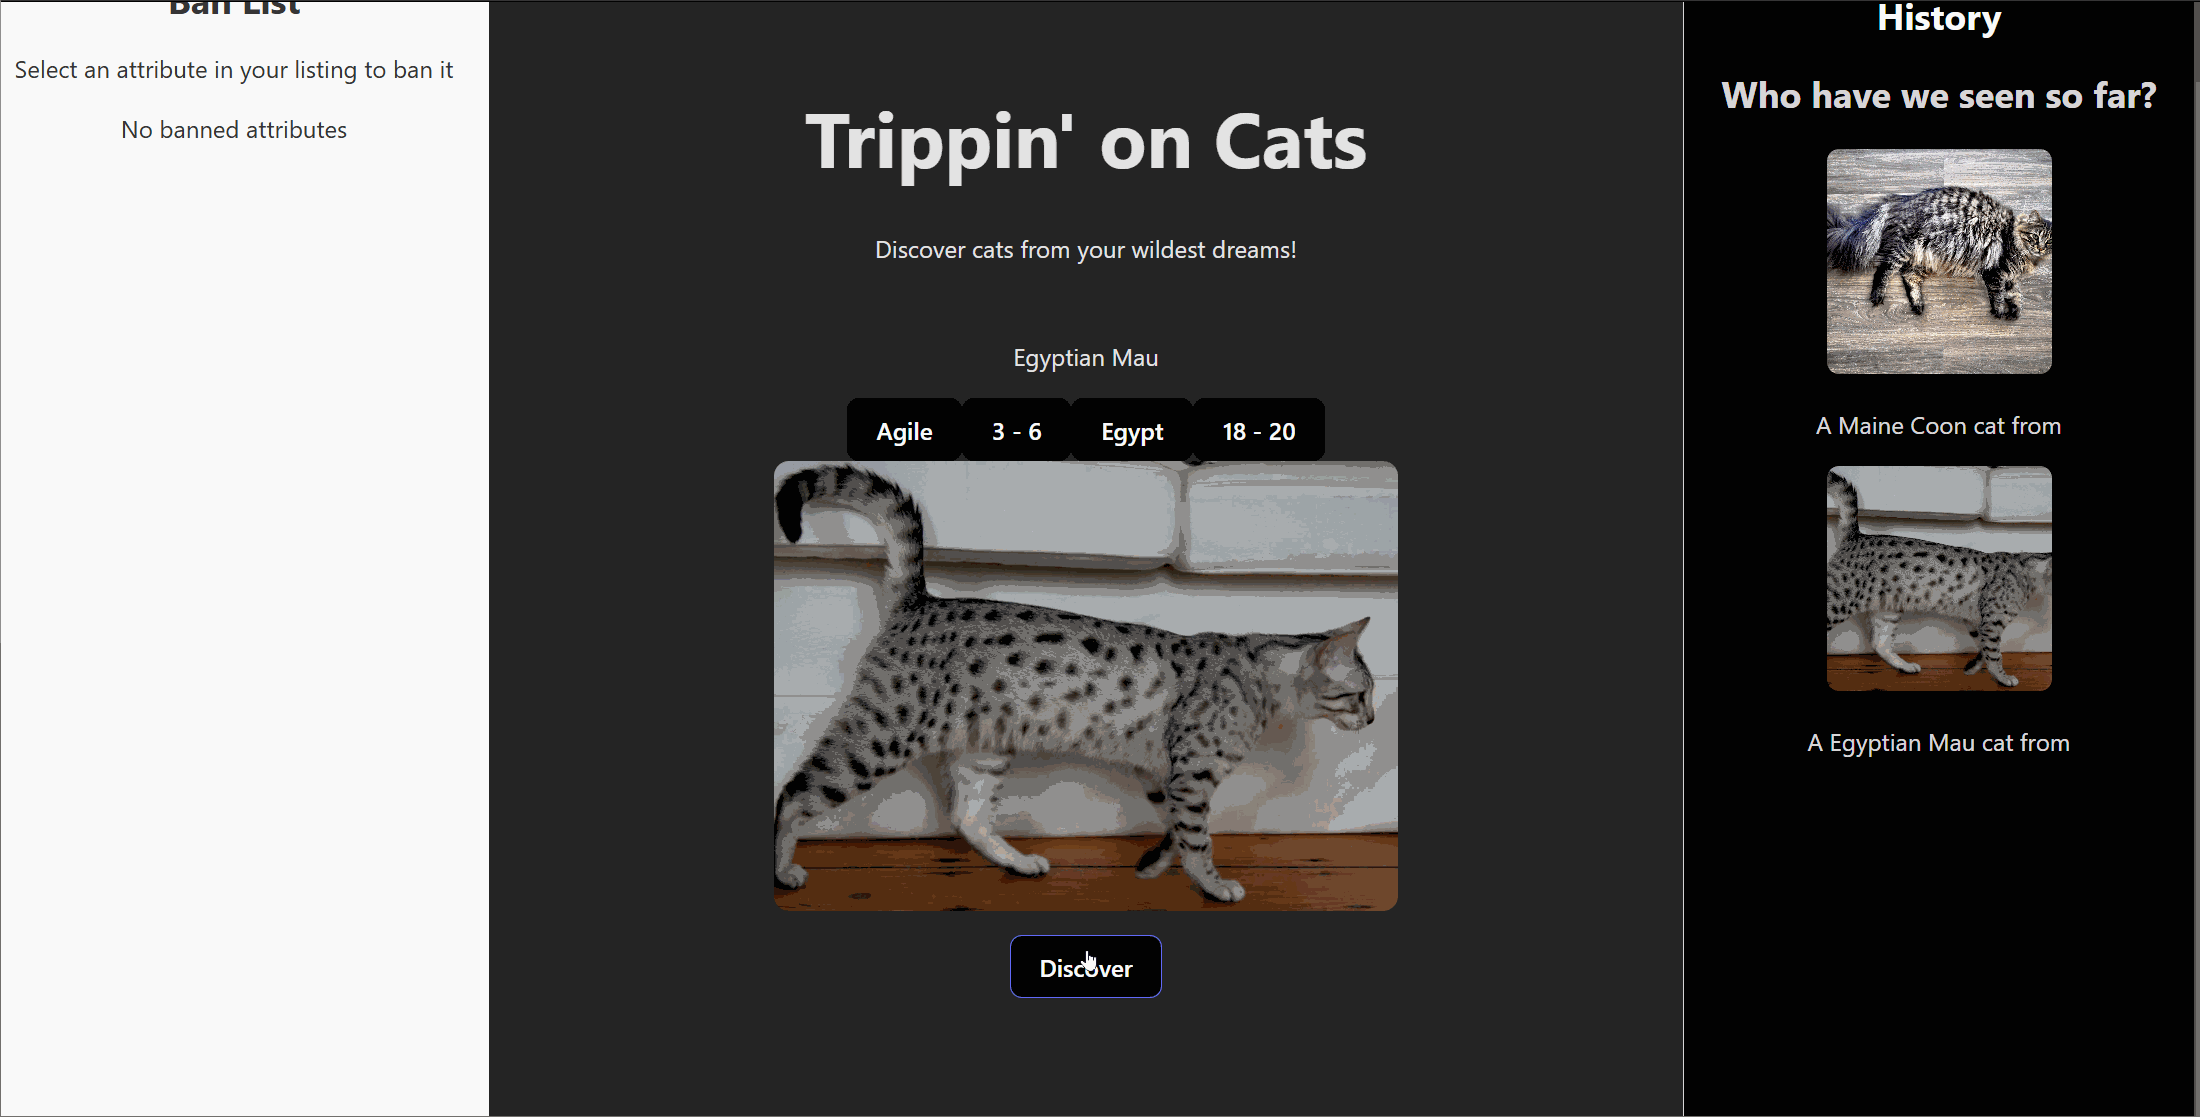 Ban List
Select an attribute in your listing to ban it
No banned attributes
Trippin' on Cats
Discover cats from your wildest dreams!
Egyptian Mau
Agile
3 - 6
Egypt
18 - 20
Discover
History
Who have we seen so far?
A Maine Coon cat from
A Egyptian Mau cat from